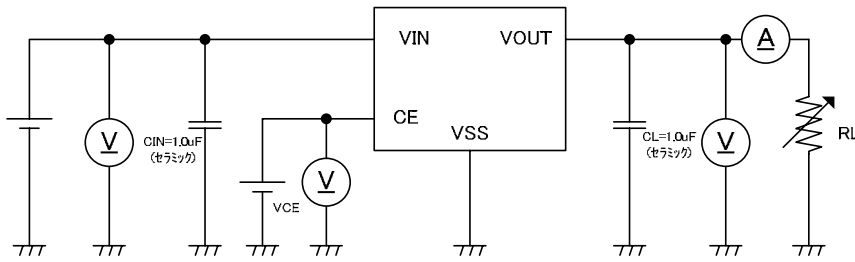 VIN
VOUT
A
CE
VSS
V
CIN=1.0uF
(セラミック)
V
VCE
CL=1.0uF
(セラミック)
V
RL